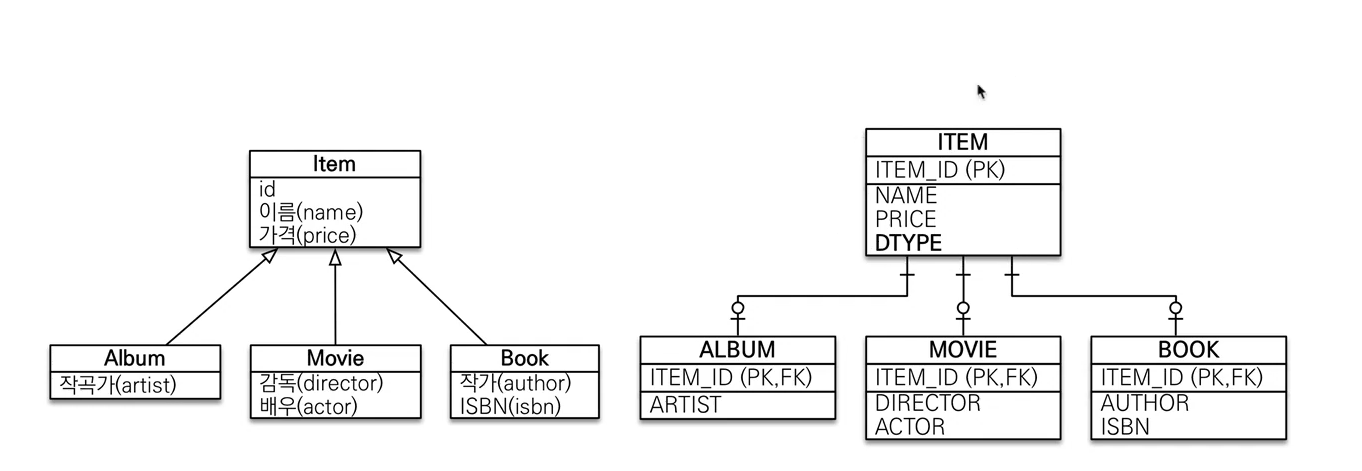 Item
id
이름(name)
가격(price)
Album
작곡가(artist)
Movie
감독(director)
배우(actor)
Book
작가(author)
ISBN(isbn)
ITEM
ITEM_ID (PK)
NAME
PRICE
DTYPE
ALBUM
ITEM_ID (PK,FK)
ARTIST
MOVIE
ITEM_ID (PK,FK)
DIRECTOR
ACTOR
BOOK
ITEM_ID (PK,FK)
AUTHOR
ISBN